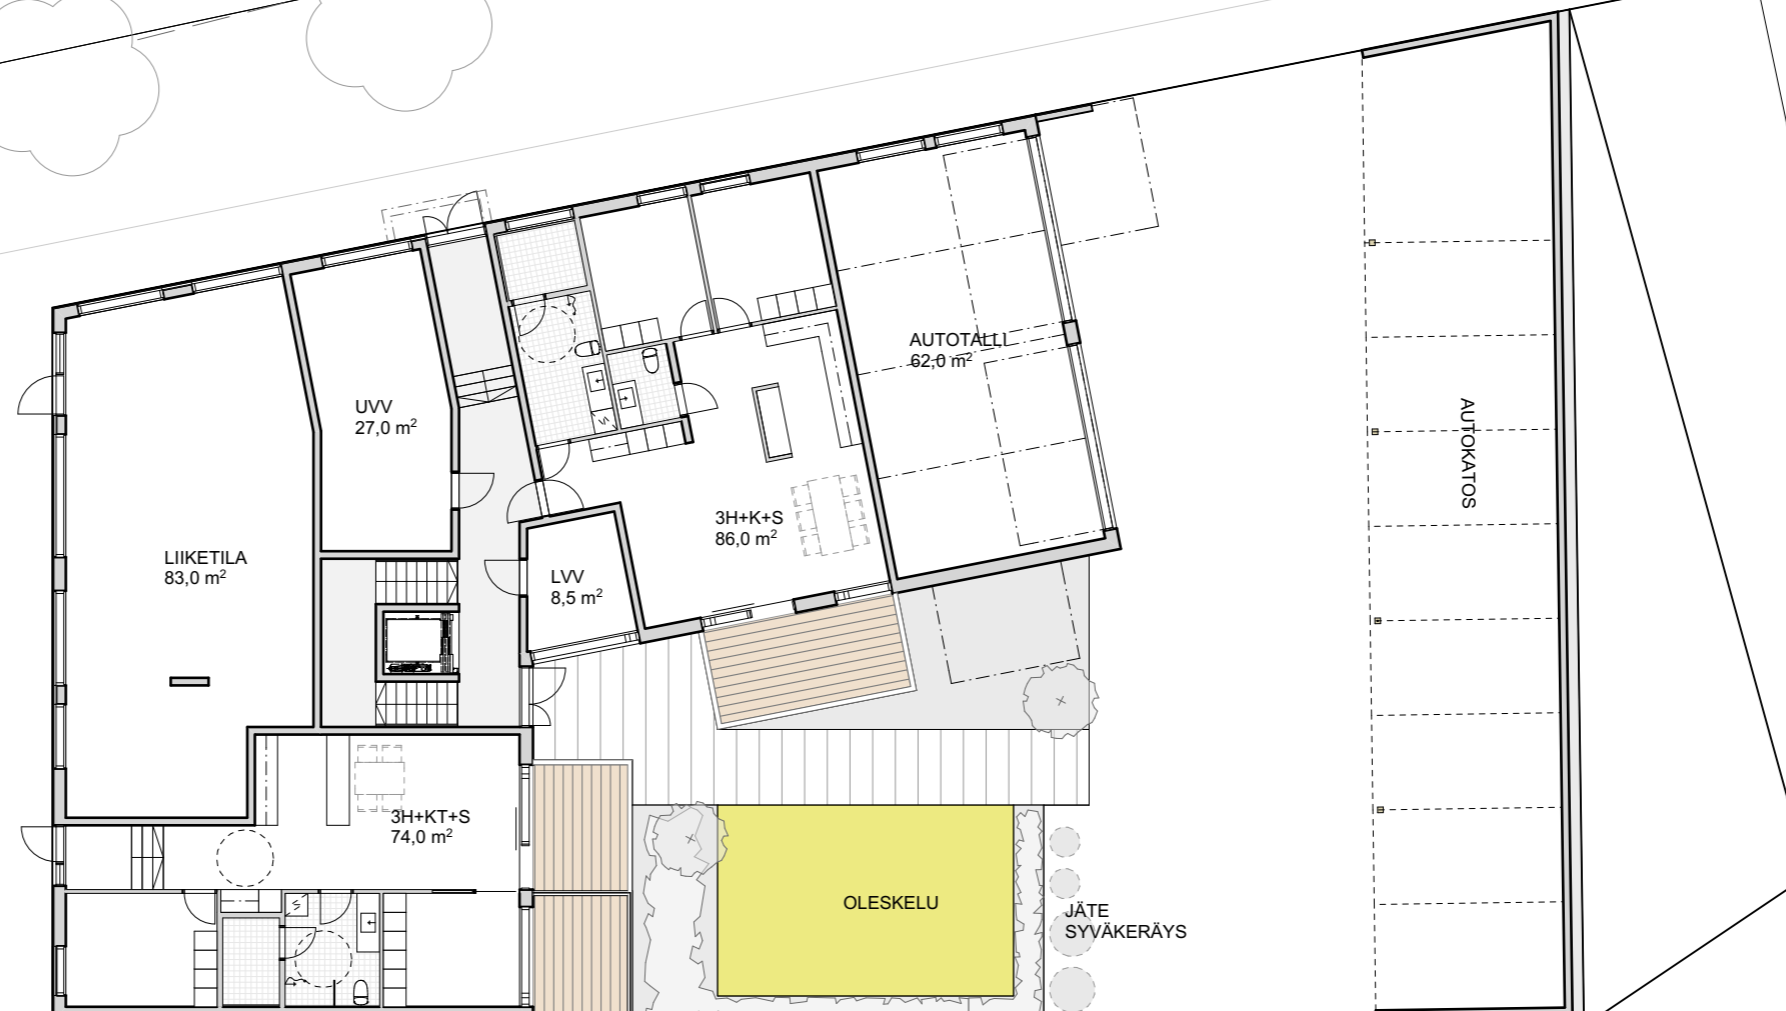 AUTOTALLI
62,0 m²
UVV
27,0 m²
AUTOKATOS
3H+K+S
86,0 m²
LIIKETILA
83,0 m²
LVV
8,5 m²
3H+KT+S
74,0 m²
OLESKELU
JÄTE
SYVÄKERÄYS